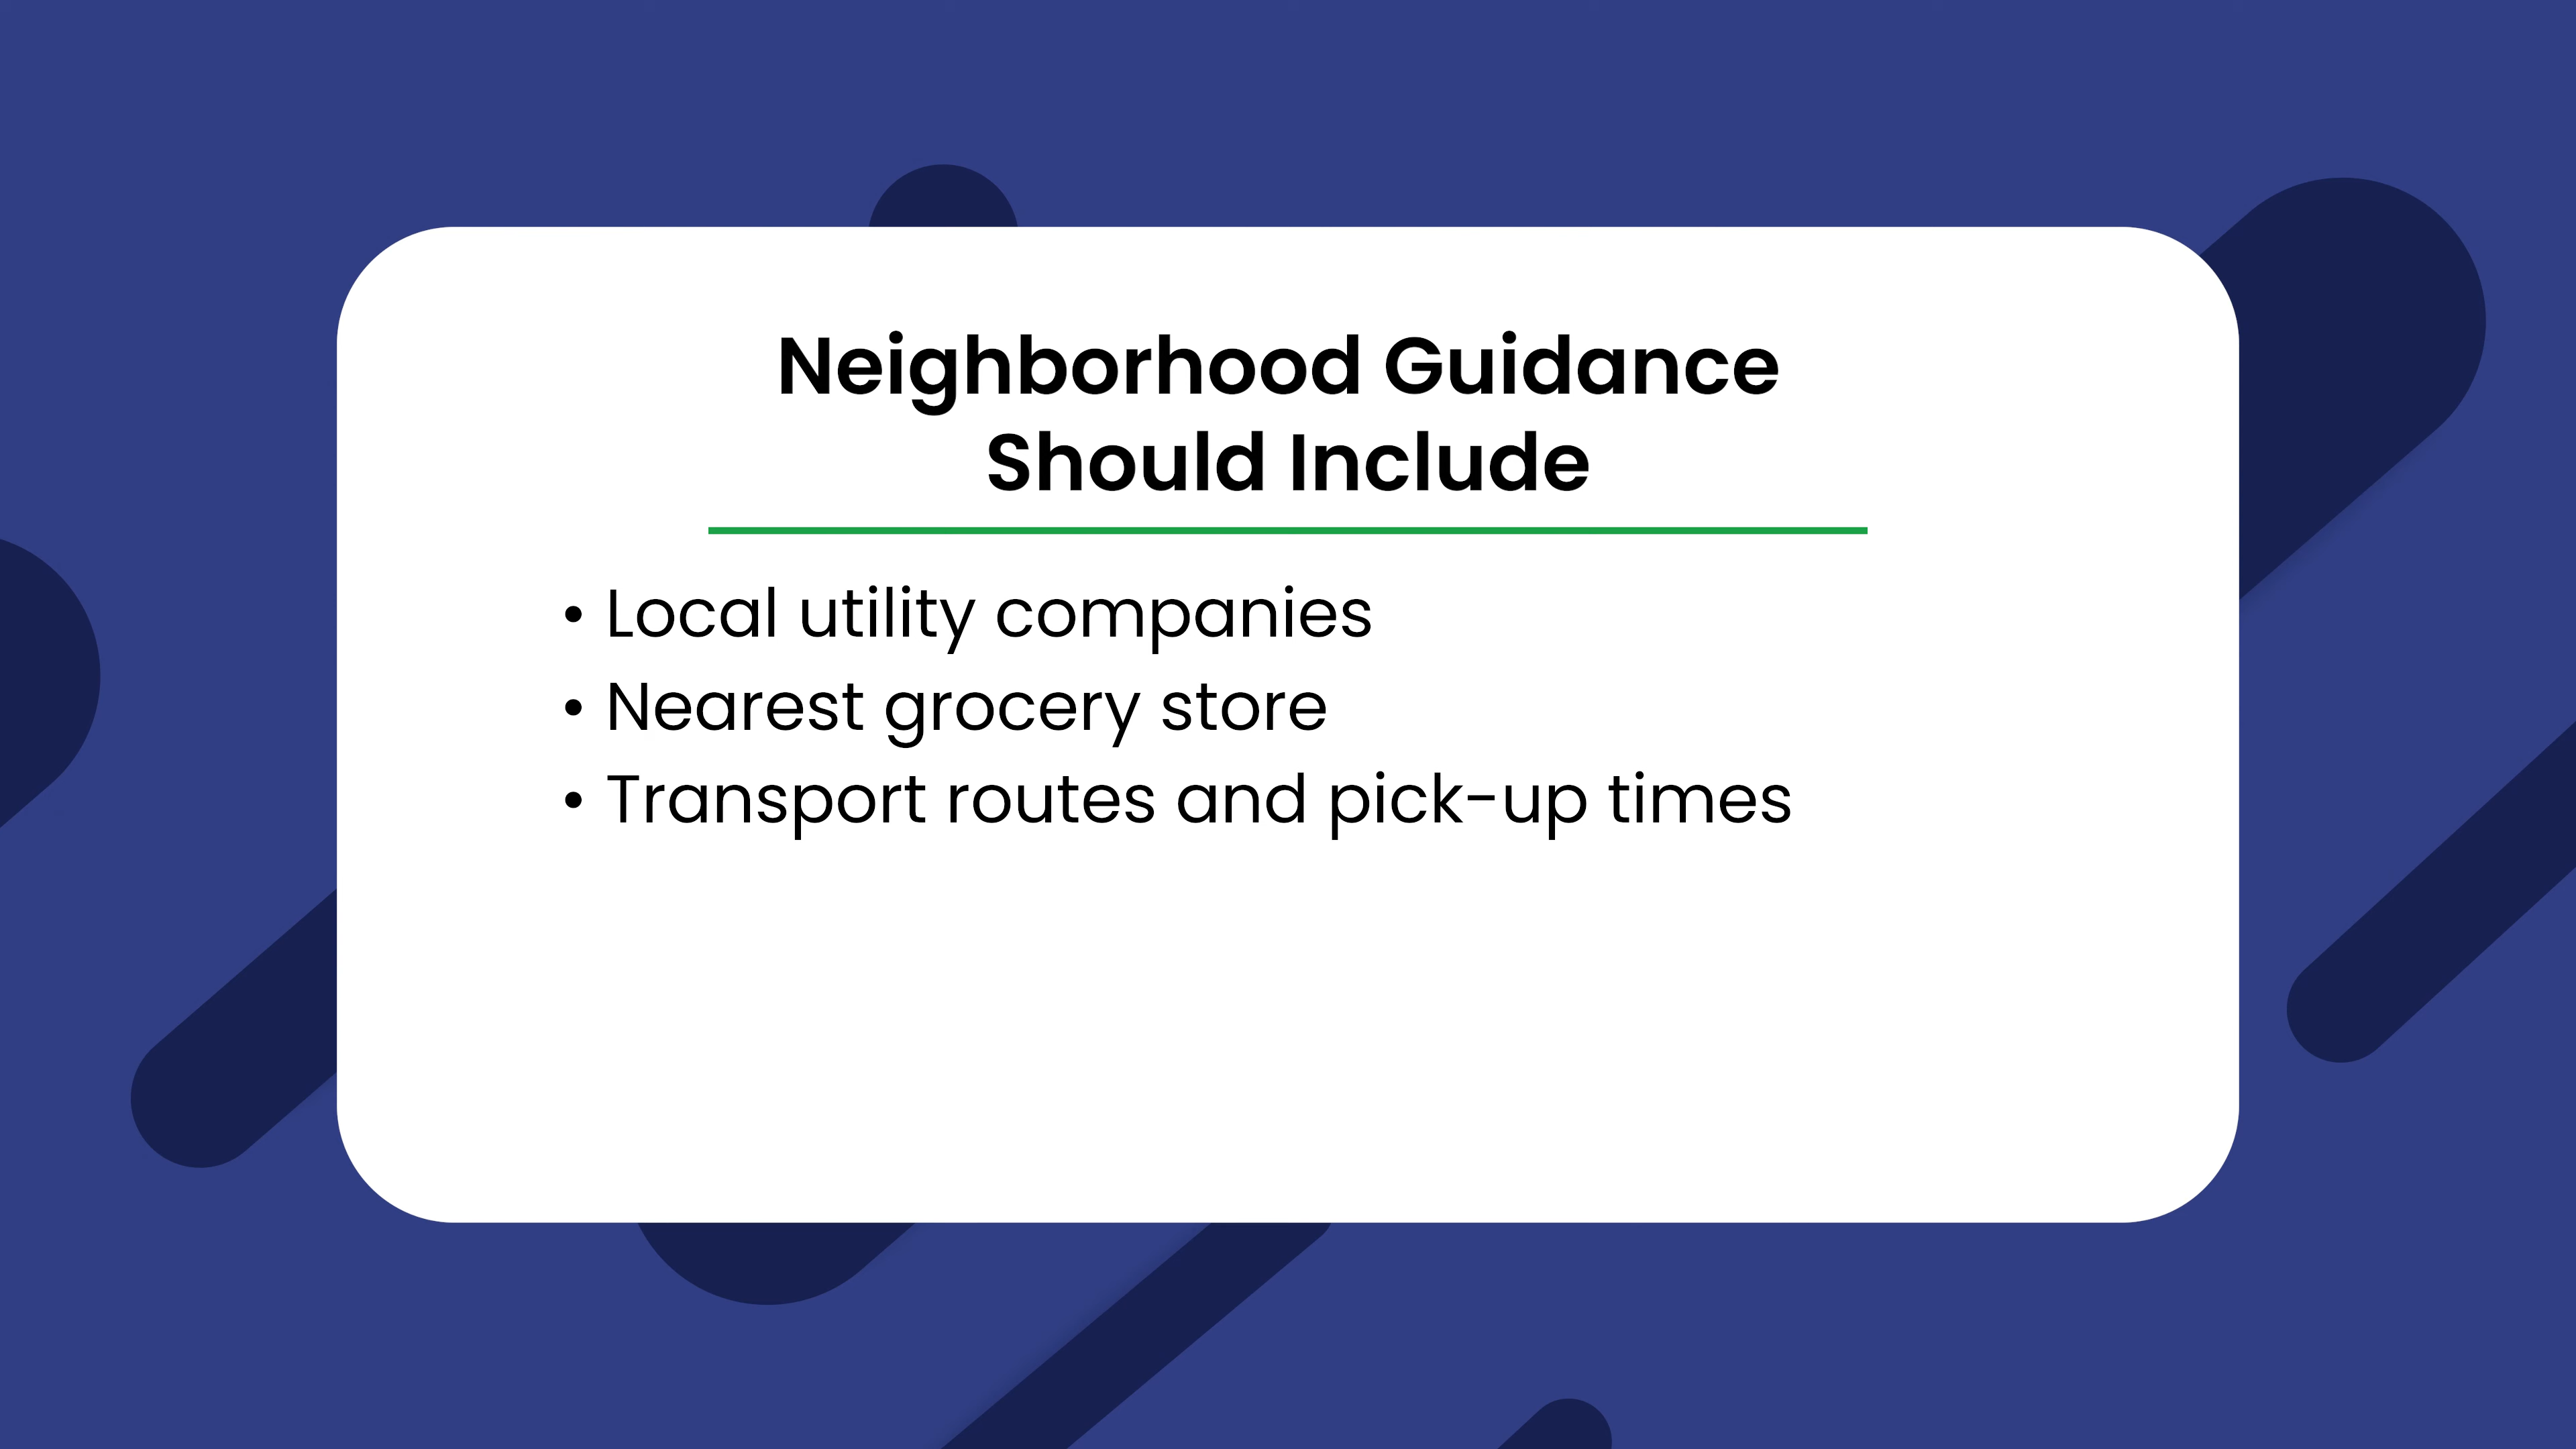 Neighborhood Guidance
Should Include
• Local utility companies
• Nearest grocery store
• Transport routes and pick-up times